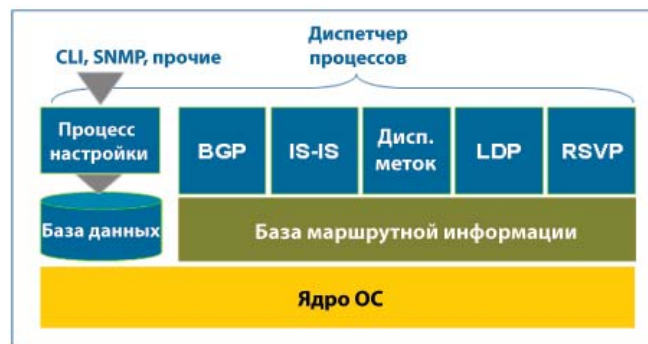 Диспетчер
процессов
CLI, SNMP, прочие
Процесс
настройки
BGP
IS-IS
Дисп.
меток
LDP
RSVP
База данных
База маршрутной информации
Ядро ОС